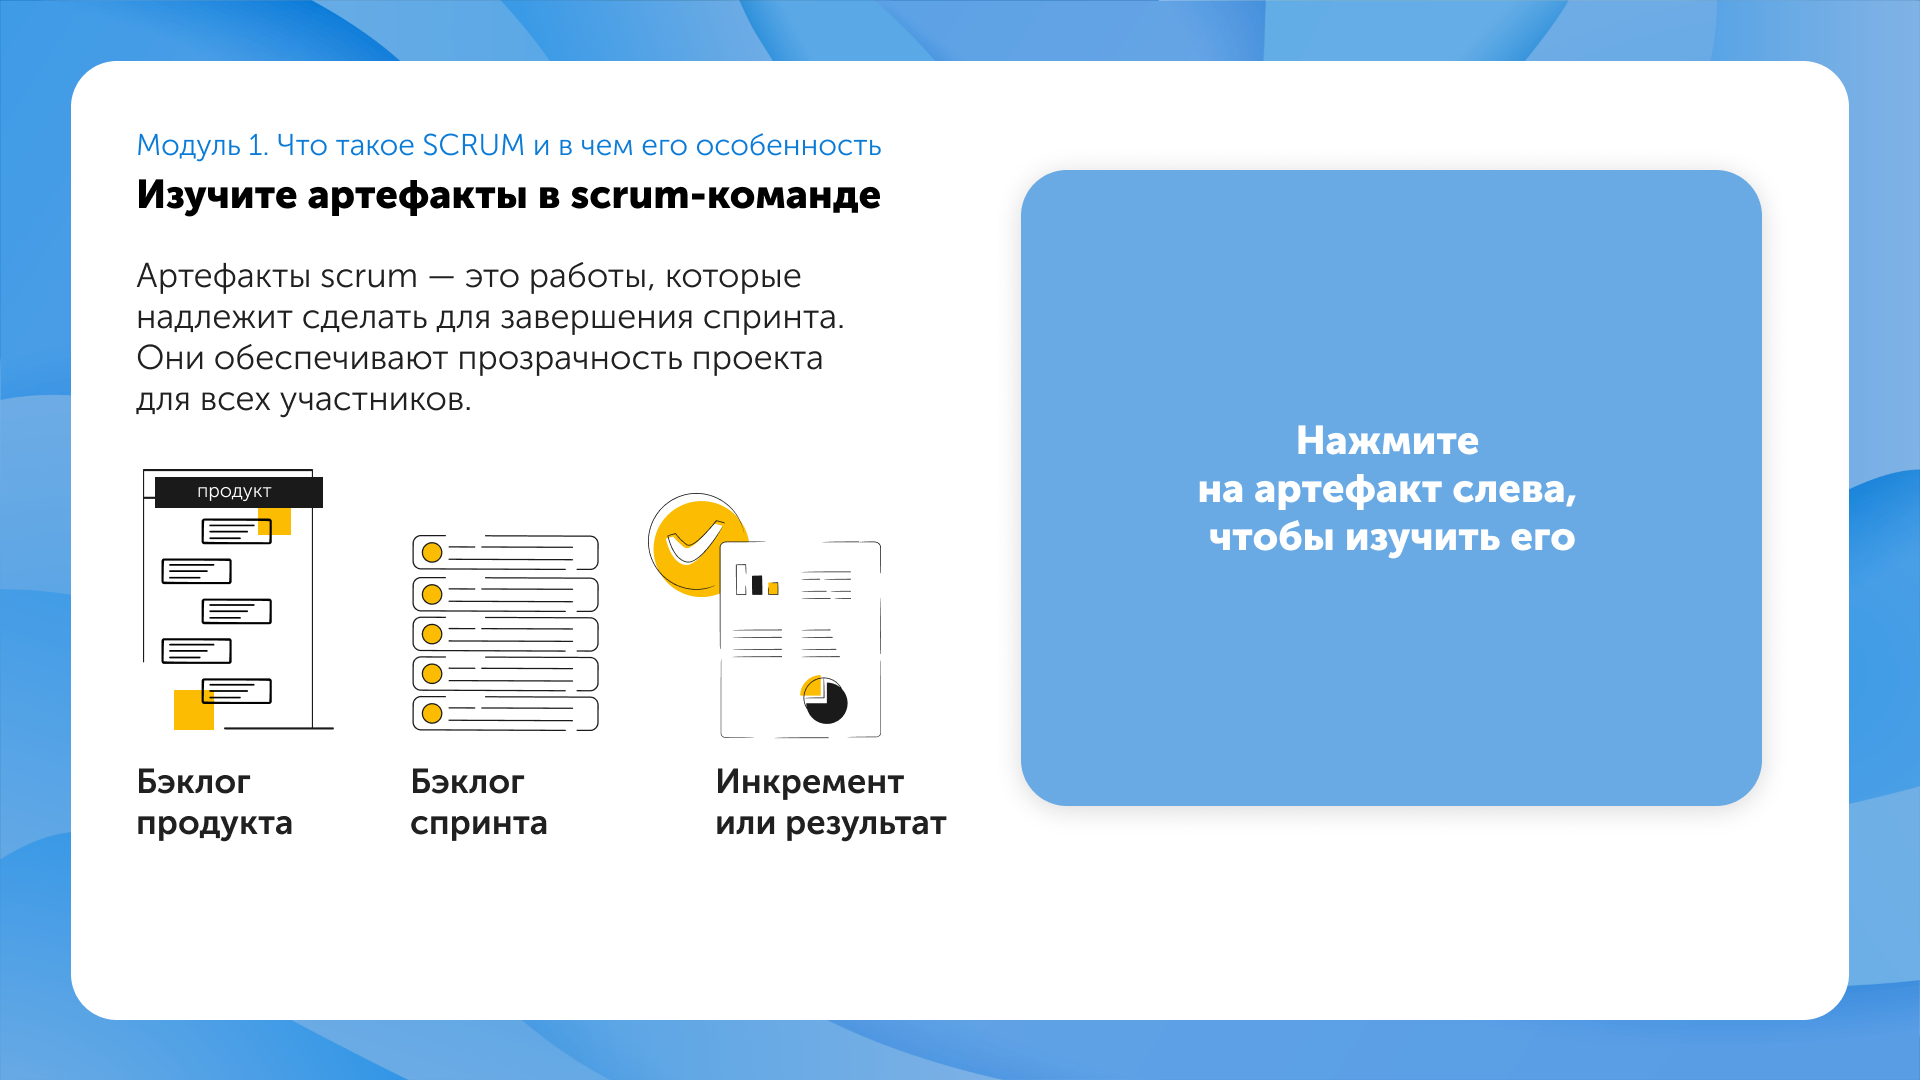 Модуль 1. Что такое SCRUM и в чем его особенность
Изучите артефакты в scrum-команде
Артефакты scrum — это работы, которые
надлежит сделать для завершения спринта.
Они обеспечивают прозрачность проекта
для всех участников.
продукт
Бэклог
продукта
Бэклог
спринта
Инкремент
или результат
Нажмите
на артефакт слева,
чтобы изучить его